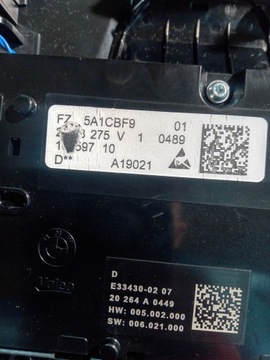 5A1CBF9 01
275 V 1 0489
597 10
D** A19021
Valeo
D
E33430-02 07
20 264 A 0449
HW: 005.002.000
SW: 006.021.000